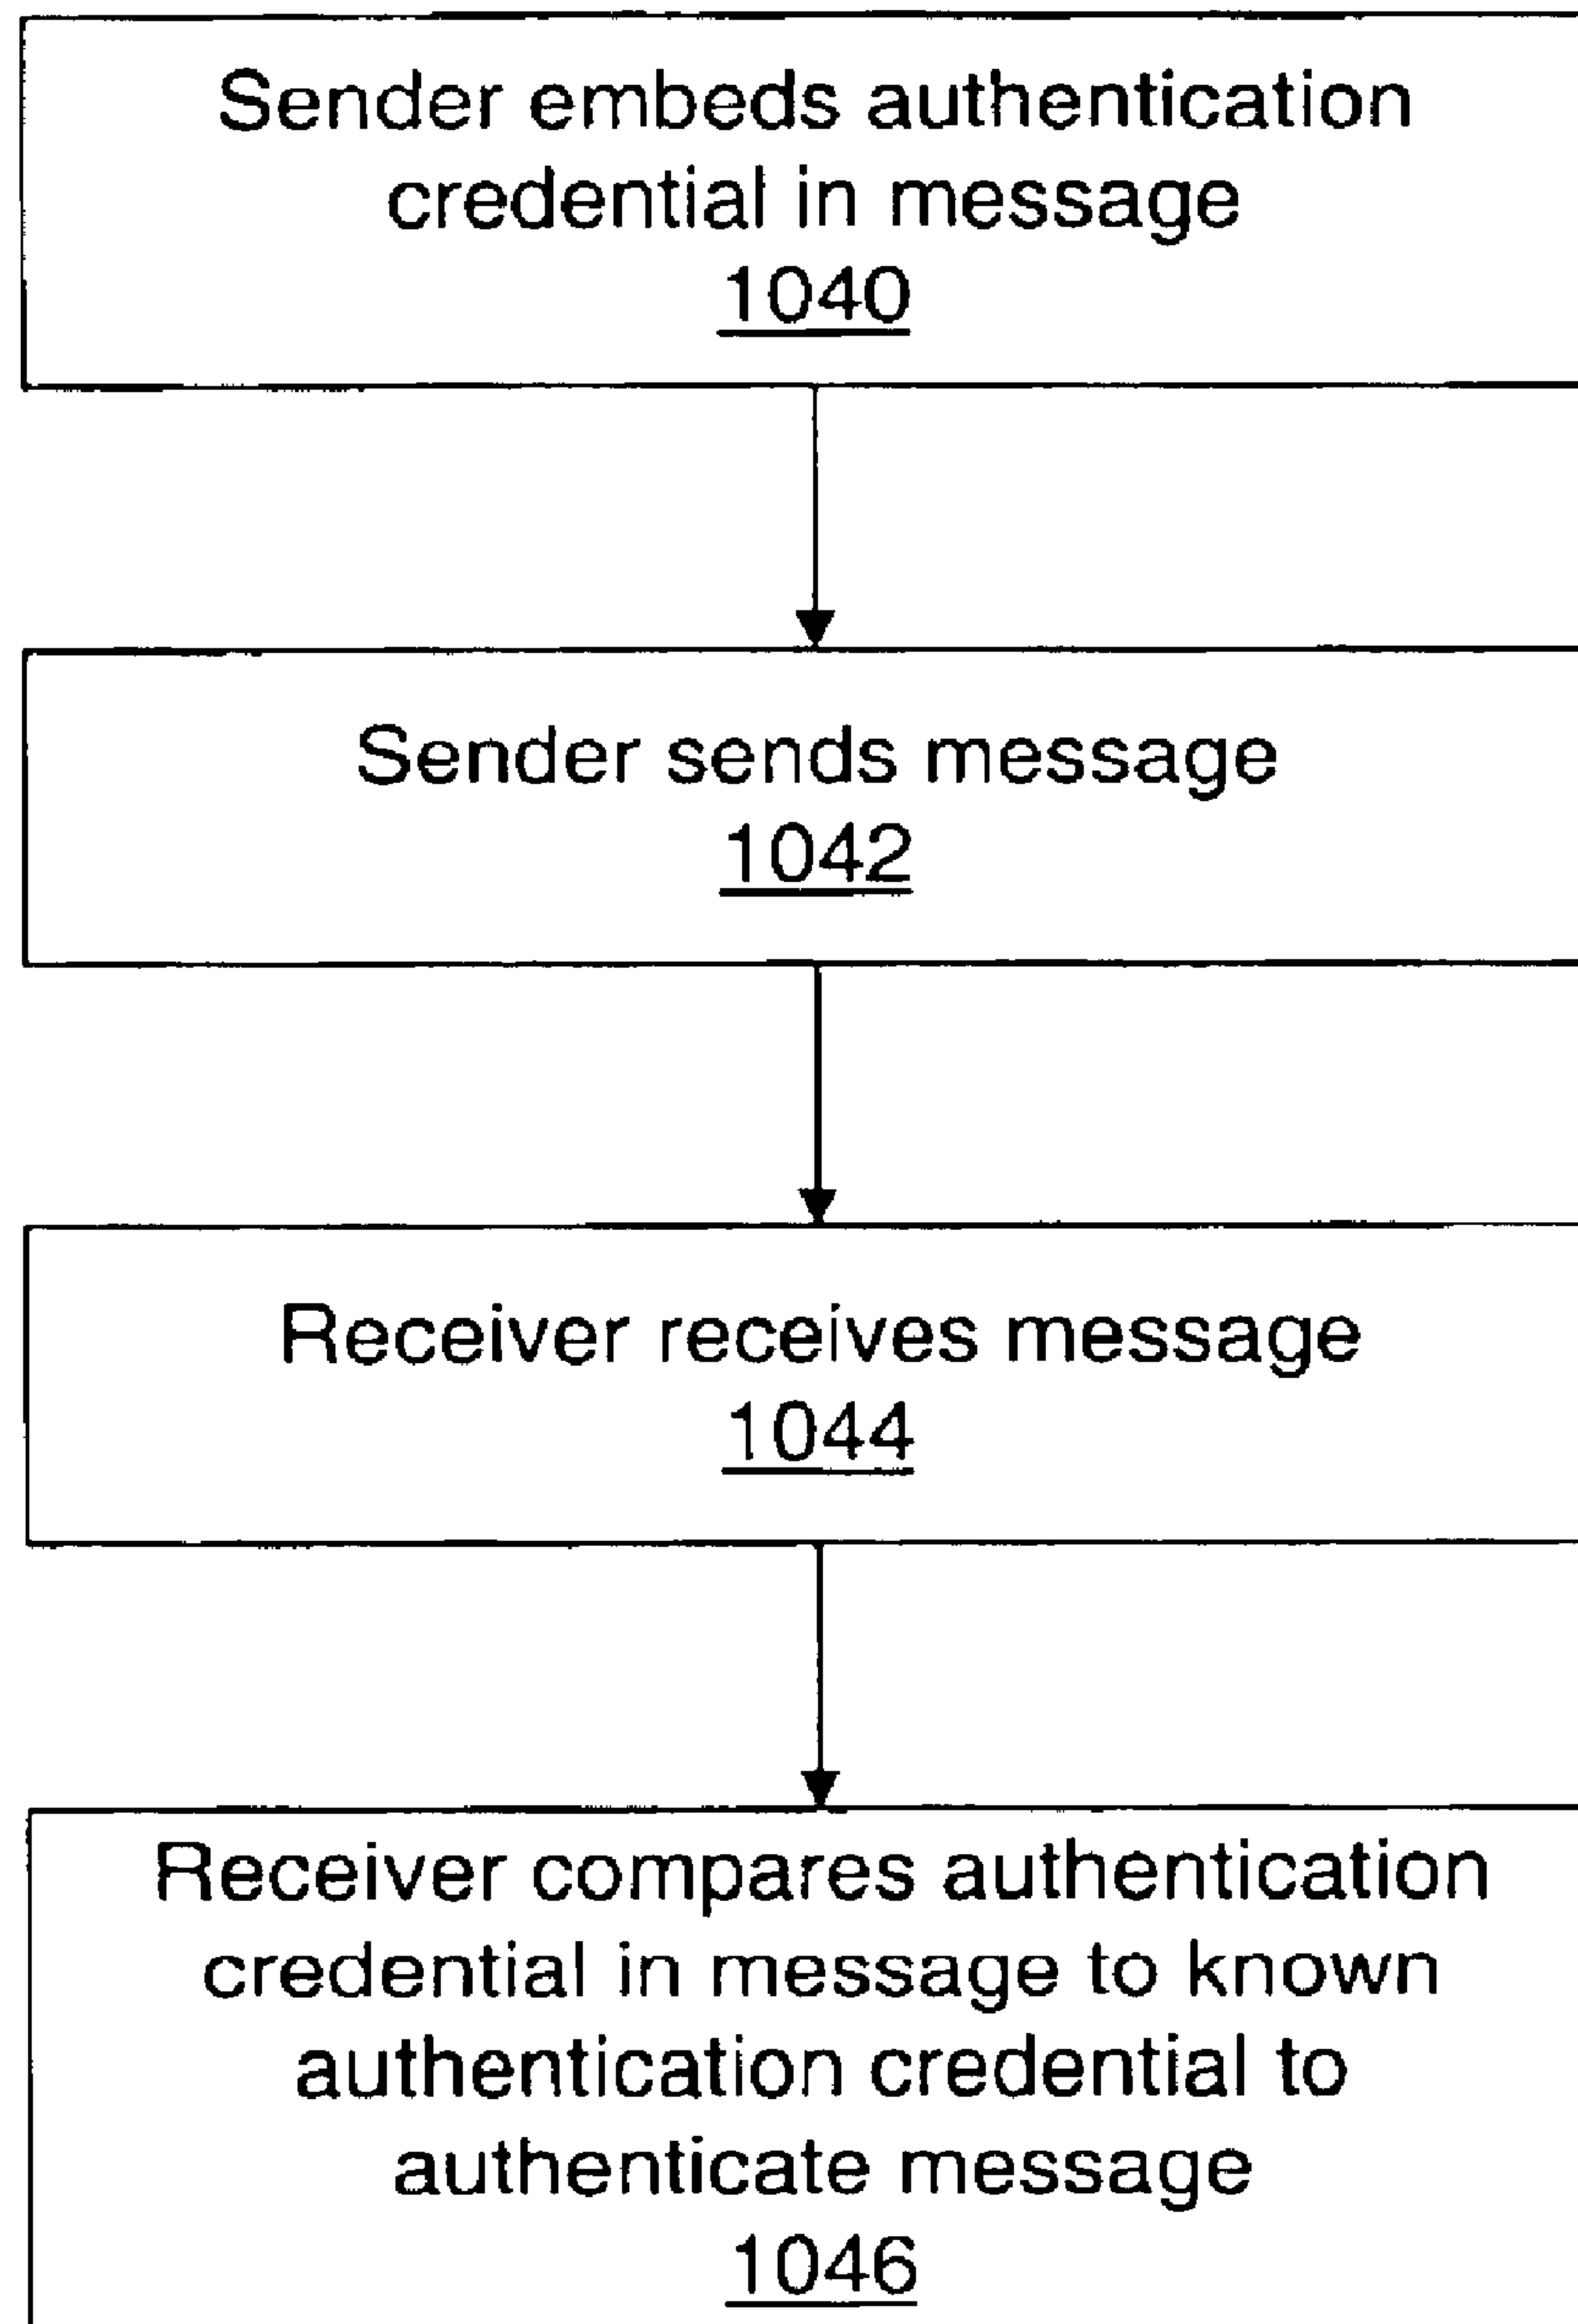 Sender embeds authentication
credential in message
1040
Sender sends message
1042
Receiver receives message
1044
Receiver compares authentication
credential in message to known
authentication credential to
authenticate message
1046